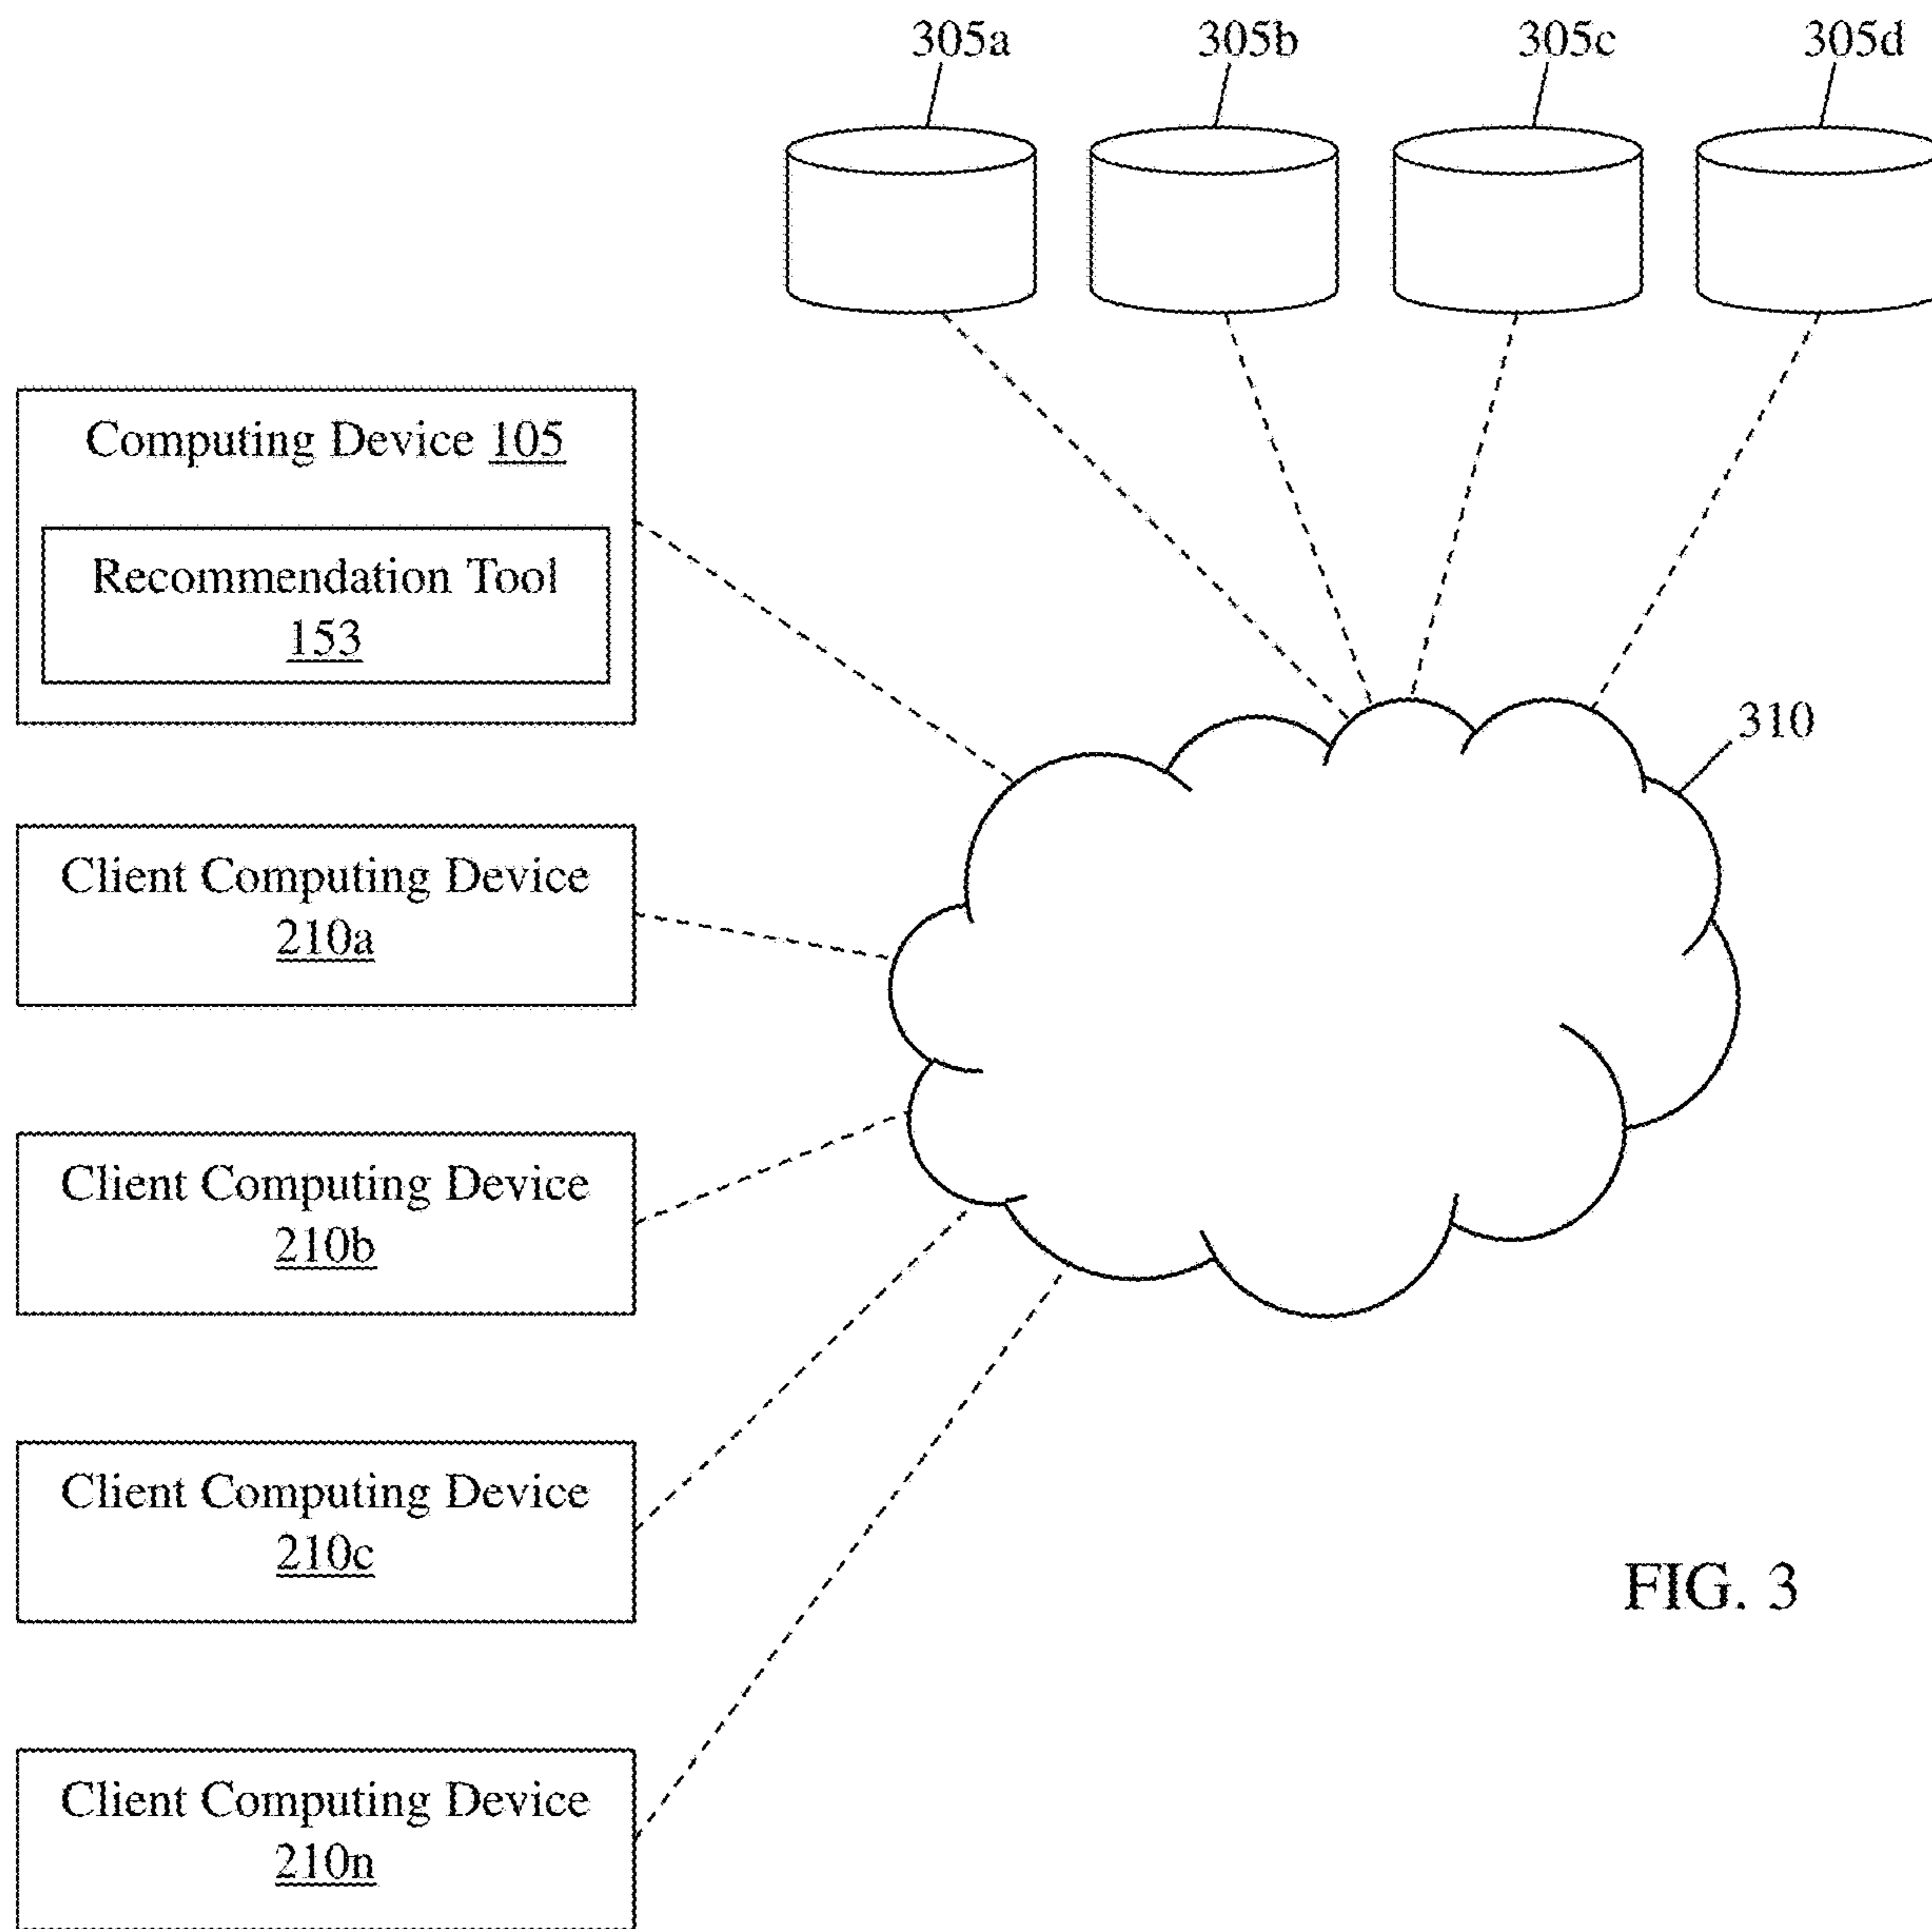 305a 305b 305c 305d
Computing Device 105
Recommendation Tool
153
310
Client Computing Device
210a
Client Computing Device
210b
Client Computing Device
210c
FIG. 3
Client Computing Device
210n